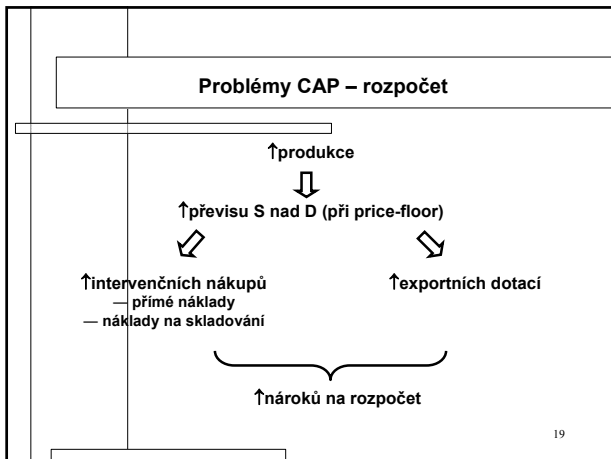 Problémy CAP – rozpočet
↑produkce
↑převisu S nad D (při price-floor)
↑intervenčních nákupů
— přímé náklady
— náklady na skladování
↑exportních dotací
↑nároků na rozpočet
19